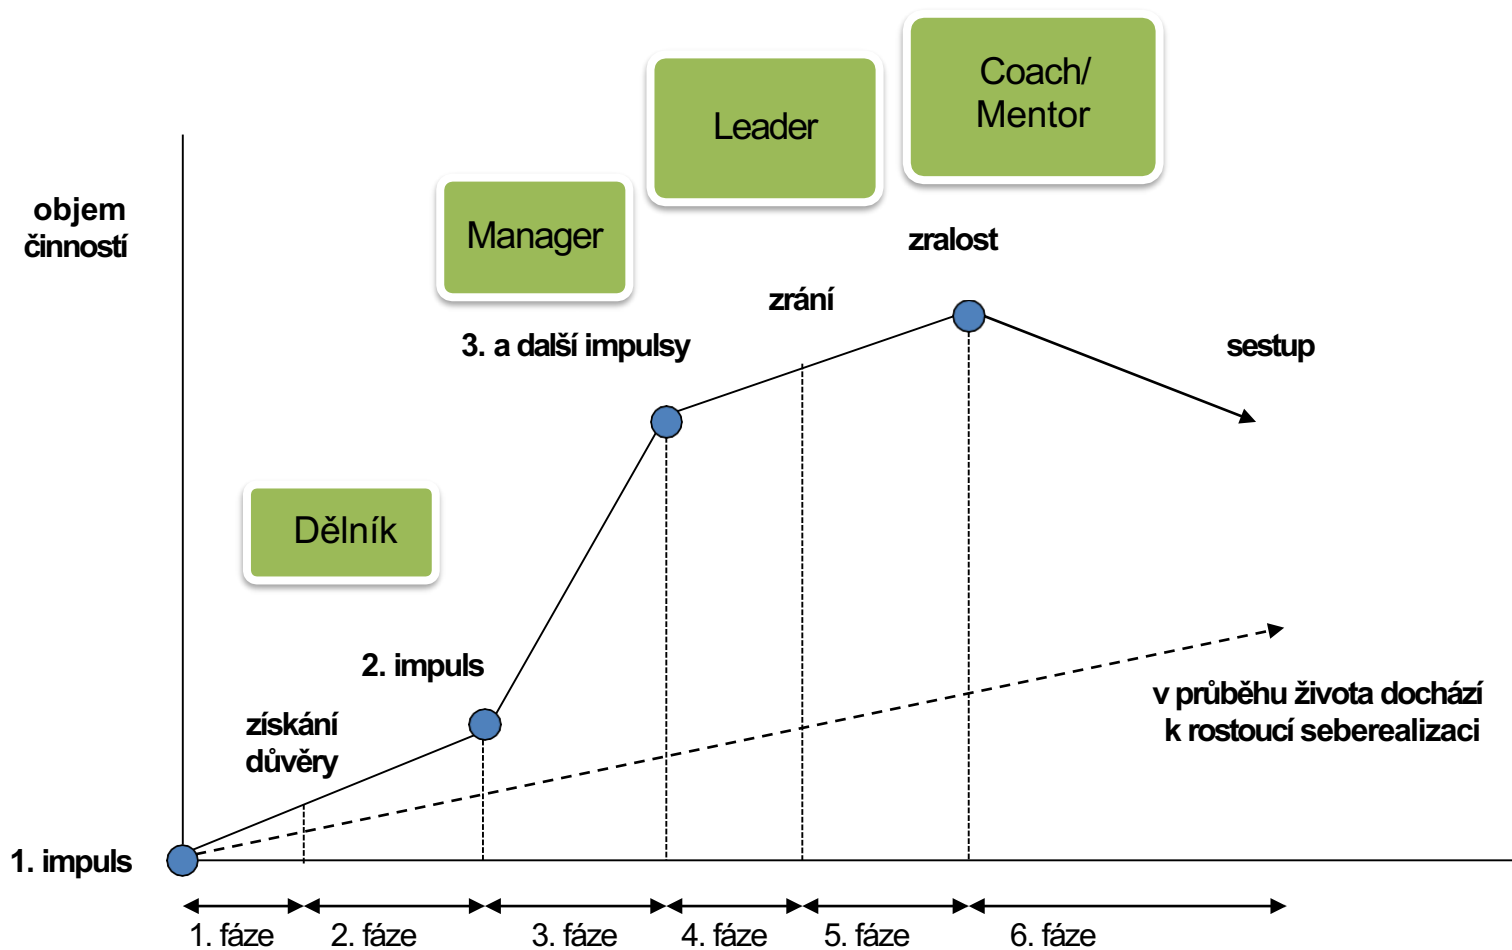 Coach/
Mentor
Leader
objem
činností
Manager
zralost
zrání
3. a další impulsy
sestup
Dělník
2. impuls
získání
důvěry
v průběhu života dochází
k rostoucí seberealizaci
1. impuls
1. fáze
2. fáze
3. fáze
4. fáze
5. fáze
6. fáze